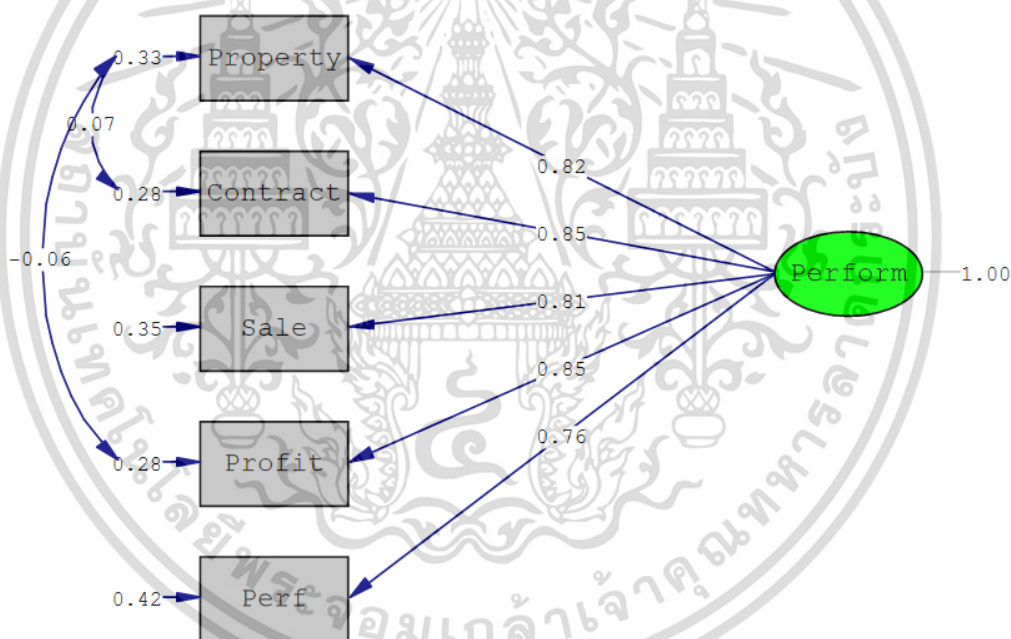 0.33 Property
0.07
0.82
0.28 Contract
0.85
-0.06
Perform 1.00
0.81
0.35 Sale
0.85
0.76
0.28 Profit
0.42 Perf